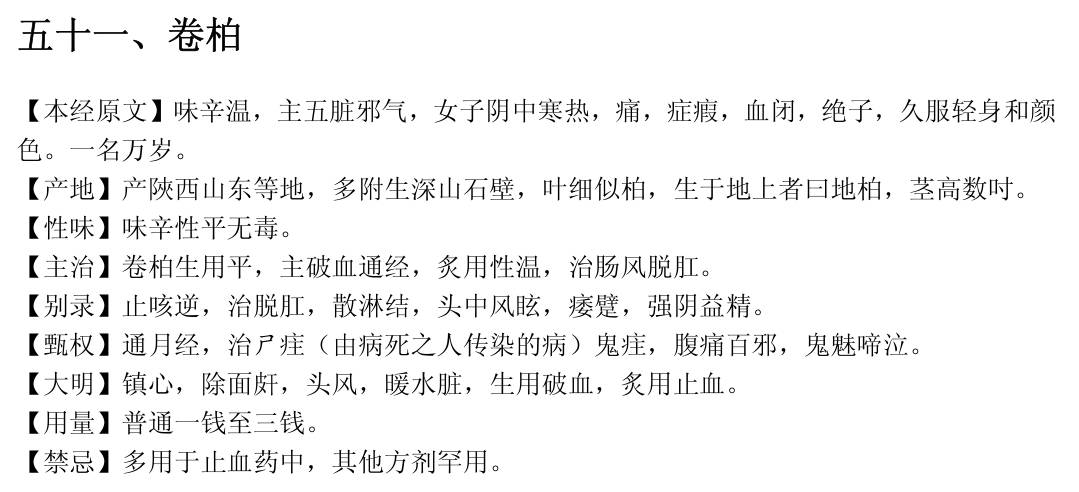 五十一、卷柏
【本经原文】味辛温，主五脏邪气，女子阴中寒热，痛，症瘕，血闭，绝子，久服轻身和颜
色。一名万岁。
【产地】产陕西山东等地，多附生深山石壁，叶细似柏，生于地上者曰地柏，茎高数吋。
【性味】味辛性平无毒。
【主治】卷柏生用平，主破血通经，炙用性温，治肠风脱肛。
【别录】止咳逆，治脱肛，散淋结，头中风眩，痿躄，强阴益精。
【甄权】通月经，治尸疰（由病死之人传染的病）鬼疰，腹痛百邪，鬼魅啼泣。
【大明】镇心，除面皯，头风，暖水脏，生用破血，炙用止血。
【用量】普通一钱至三钱。
【禁忌】多用于止血药中，其他方剂罕用。